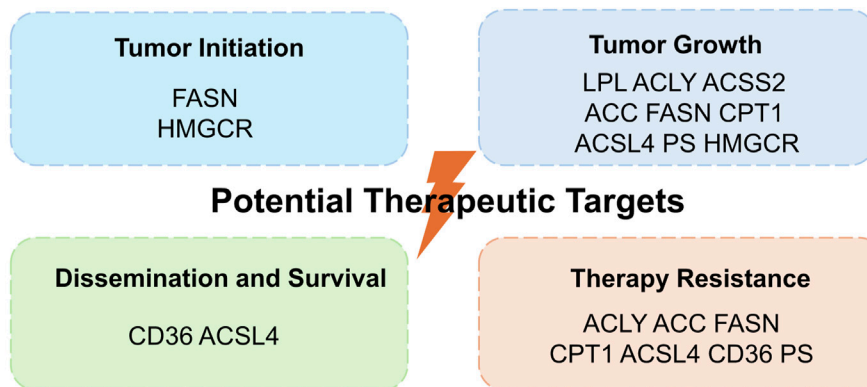 Tumor Initiation
FASN
HMGCR
Tumor Growth
LPL ACLY ACSS2
ACC FASN CPT1
ACSL4 PS HMGCR
Potential Therapeutic Targets
Dissemination and Survival
CD36 ACSL4
Therapy Resistance
ACLY ACC FASN
CPT1 ACSL4 CD36 PS